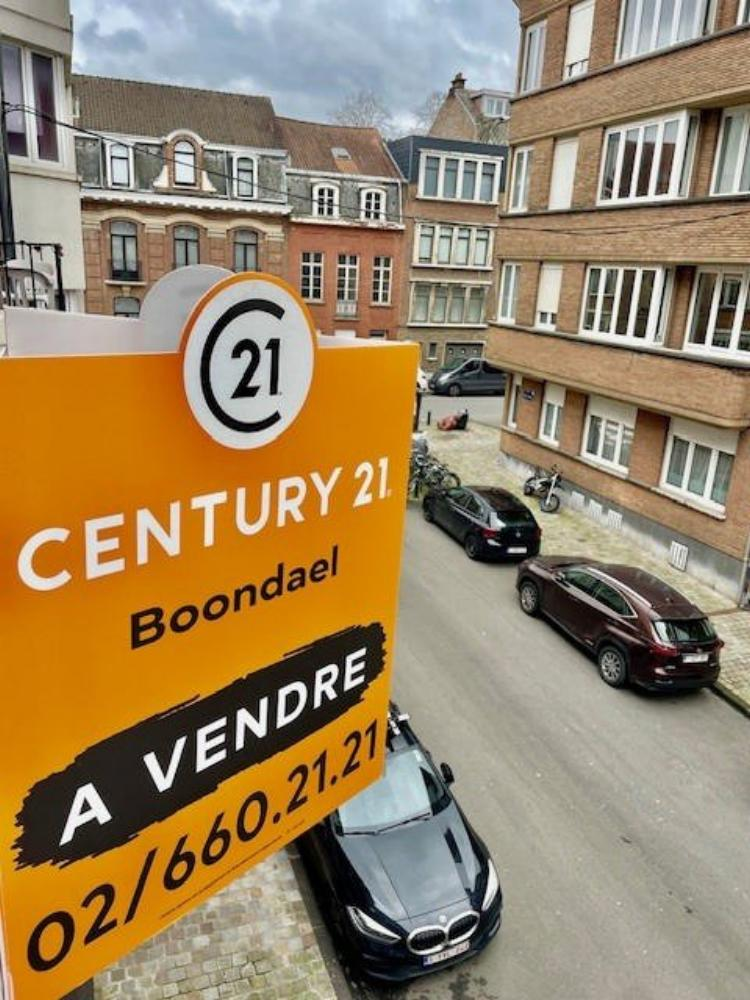 21
CENTURY 21
Boondael
A VENDRE
02/660.21.21